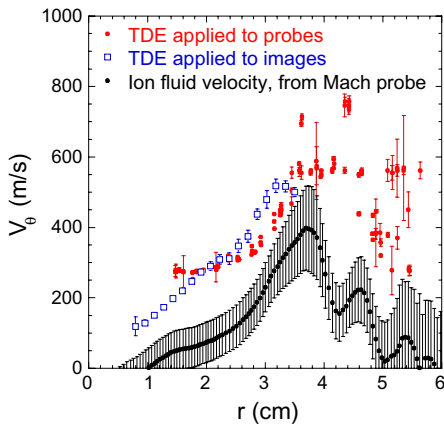 1000
800
600
400
200
0
V_θ (m/s)
TDE applied to probes
TDE applied to images
Ion fluid velocity, from Mach probe
0 1 2 3 4 5 6
r (cm)